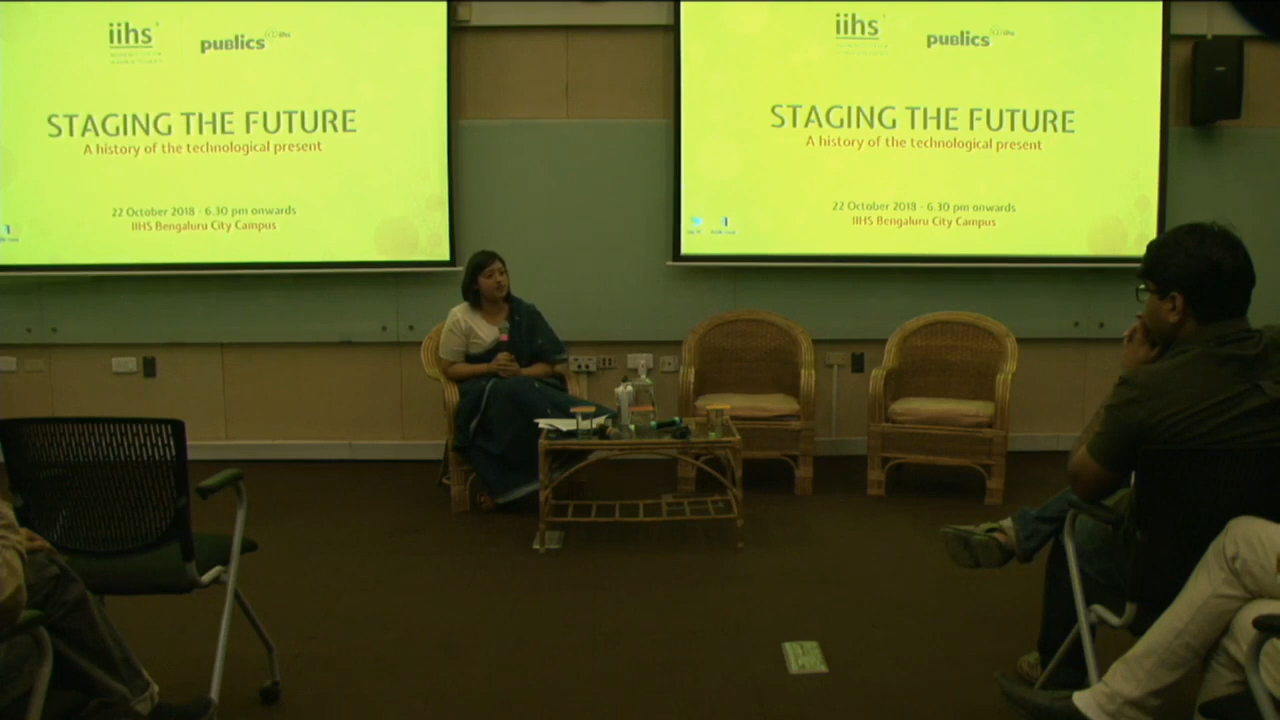 iihs
publics
STAGING THE FUTURE
A history of the technological present
22 October 2018 - 6.30 pm onwards
IIHS Bengaluru City Campus
iihs
publics
STAGING THE FUTURE
A history of the technological present
22 October 2018 - 6.30 pm onwards
IIHS Bengaluru City Campus